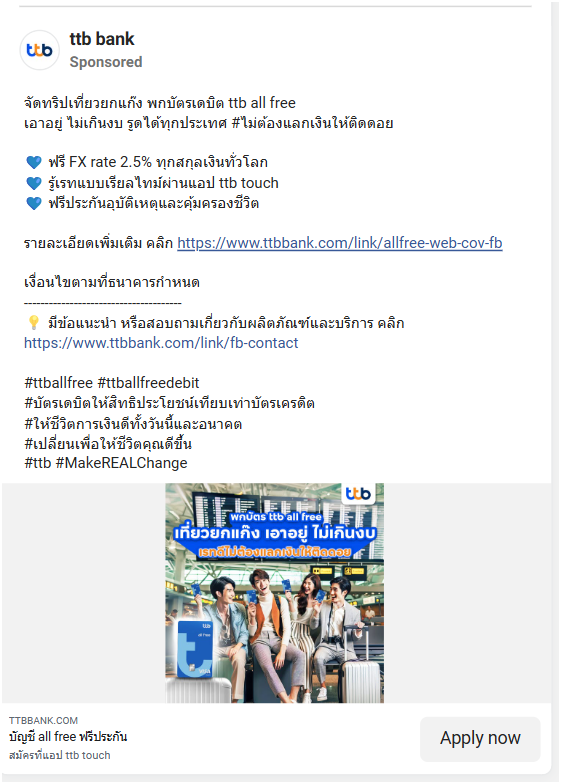 ttb bank
Sponsored
จัดทริปเที่ยวยกแก๊ง พกบัตรเดบิต ttb all free
เอาอยู่ ไม่เกินงบ รูดได้ทุกประเทศ #ไม่ต้องแลกเงินให้ติดดอย
💙 ฟรี FX rate 2.5% ทุกสกุลเงินทั่วโลก
💙 รู้เรทแบบเรียลไทม์ผ่านแอป ttb touch
💙 ฟรีประกันอุบัติเหตุและคุ้มครองชีวิต
รายละเอียดเพิ่มเติม คลิก https://www.ttbbank.com/link/allfree-web-cov-fb
เงื่อนไขตามที่ธนาคารกำหนด
--------------------------------------
💡 มีข้อแนะนำ หรือสอบถามเกี่ยวกับผลิตภัณฑ์และบริการ คลิก
https://www.ttbbank.com/link/fb-contact
#ttballfree #ttballfreedebit
#บัตรเดบิตให้สิทธิประโยชน์เทียบเท่าบัตรเครดิต
#ให้ชีวิตการเงินดีทั้งวันนี้และอนาคต
#เปลี่ยนเพื่อให้ชีวิตคุณดีขึ้น
#ttb #MakeREALChange
ttb
พกบัตร ttb all free
เที่ยวยกแก๊ง เอาอยู่ ไม่เกินงบ
เรทดีไม่ต้องแลกเงินให้ติดดอย
ttb
all free
VISA
TTBBANK.COM
บัญชี all free ฟรีประกัน
สมัครที่แอป ttb touch
Apply now